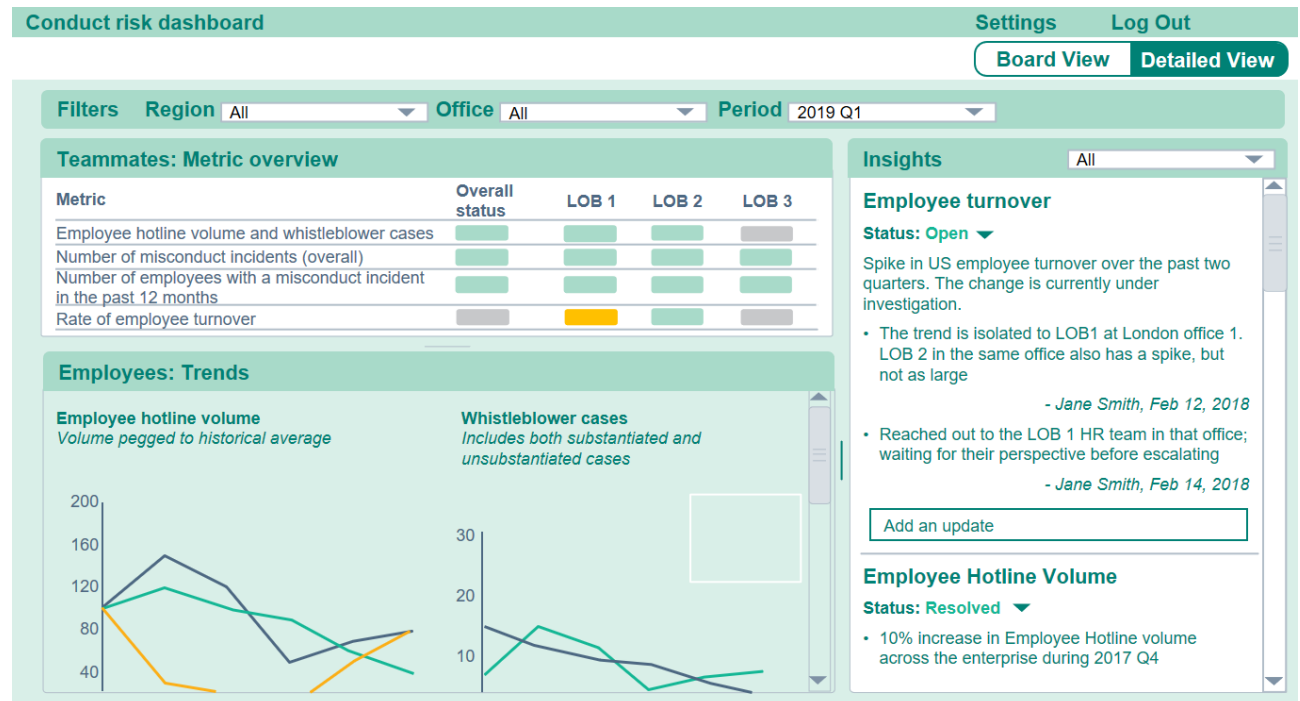 Conduct risk dashboard
Settings
Log Out
Board View
Detailed View
Filters
Region
All
Office
All
Period
2019 Q1
Teammates: Metric overview
Metric
Overall
status
LOB 1
LOB 2
LOB 3
Employee hotline volume and whistleblower cases
Number of misconduct incidents (overall)
Number of employees with a misconduct incident
in the past 12 months
Rate of employee turnover
Employees: Trends
Employee hotline volume
Volume pegged to historical average
200
160
120
80
40
Whistleblower cases
Includes both substantiated and
unsubstantiated cases
30
20
10
Insights
All
Employee turnover
Status: Open
Spike in US employee turnover over the past two
quarters. The change is currently under
investigation.
• The trend is isolated to LOB1 at London office 1.
LOB 2 in the same office also has a spike, but
not as large
- Jane Smith, Feb 12, 2018
• Reached out to the LOB 1 HR team in that office;
waiting for their perspective before escalating
- Jane Smith, Feb 14, 2018
Add an update
Employee Hotline Volume
Status: Resolved
• 10% increase in Employee Hotline volume
across the enterprise during 2017 Q4